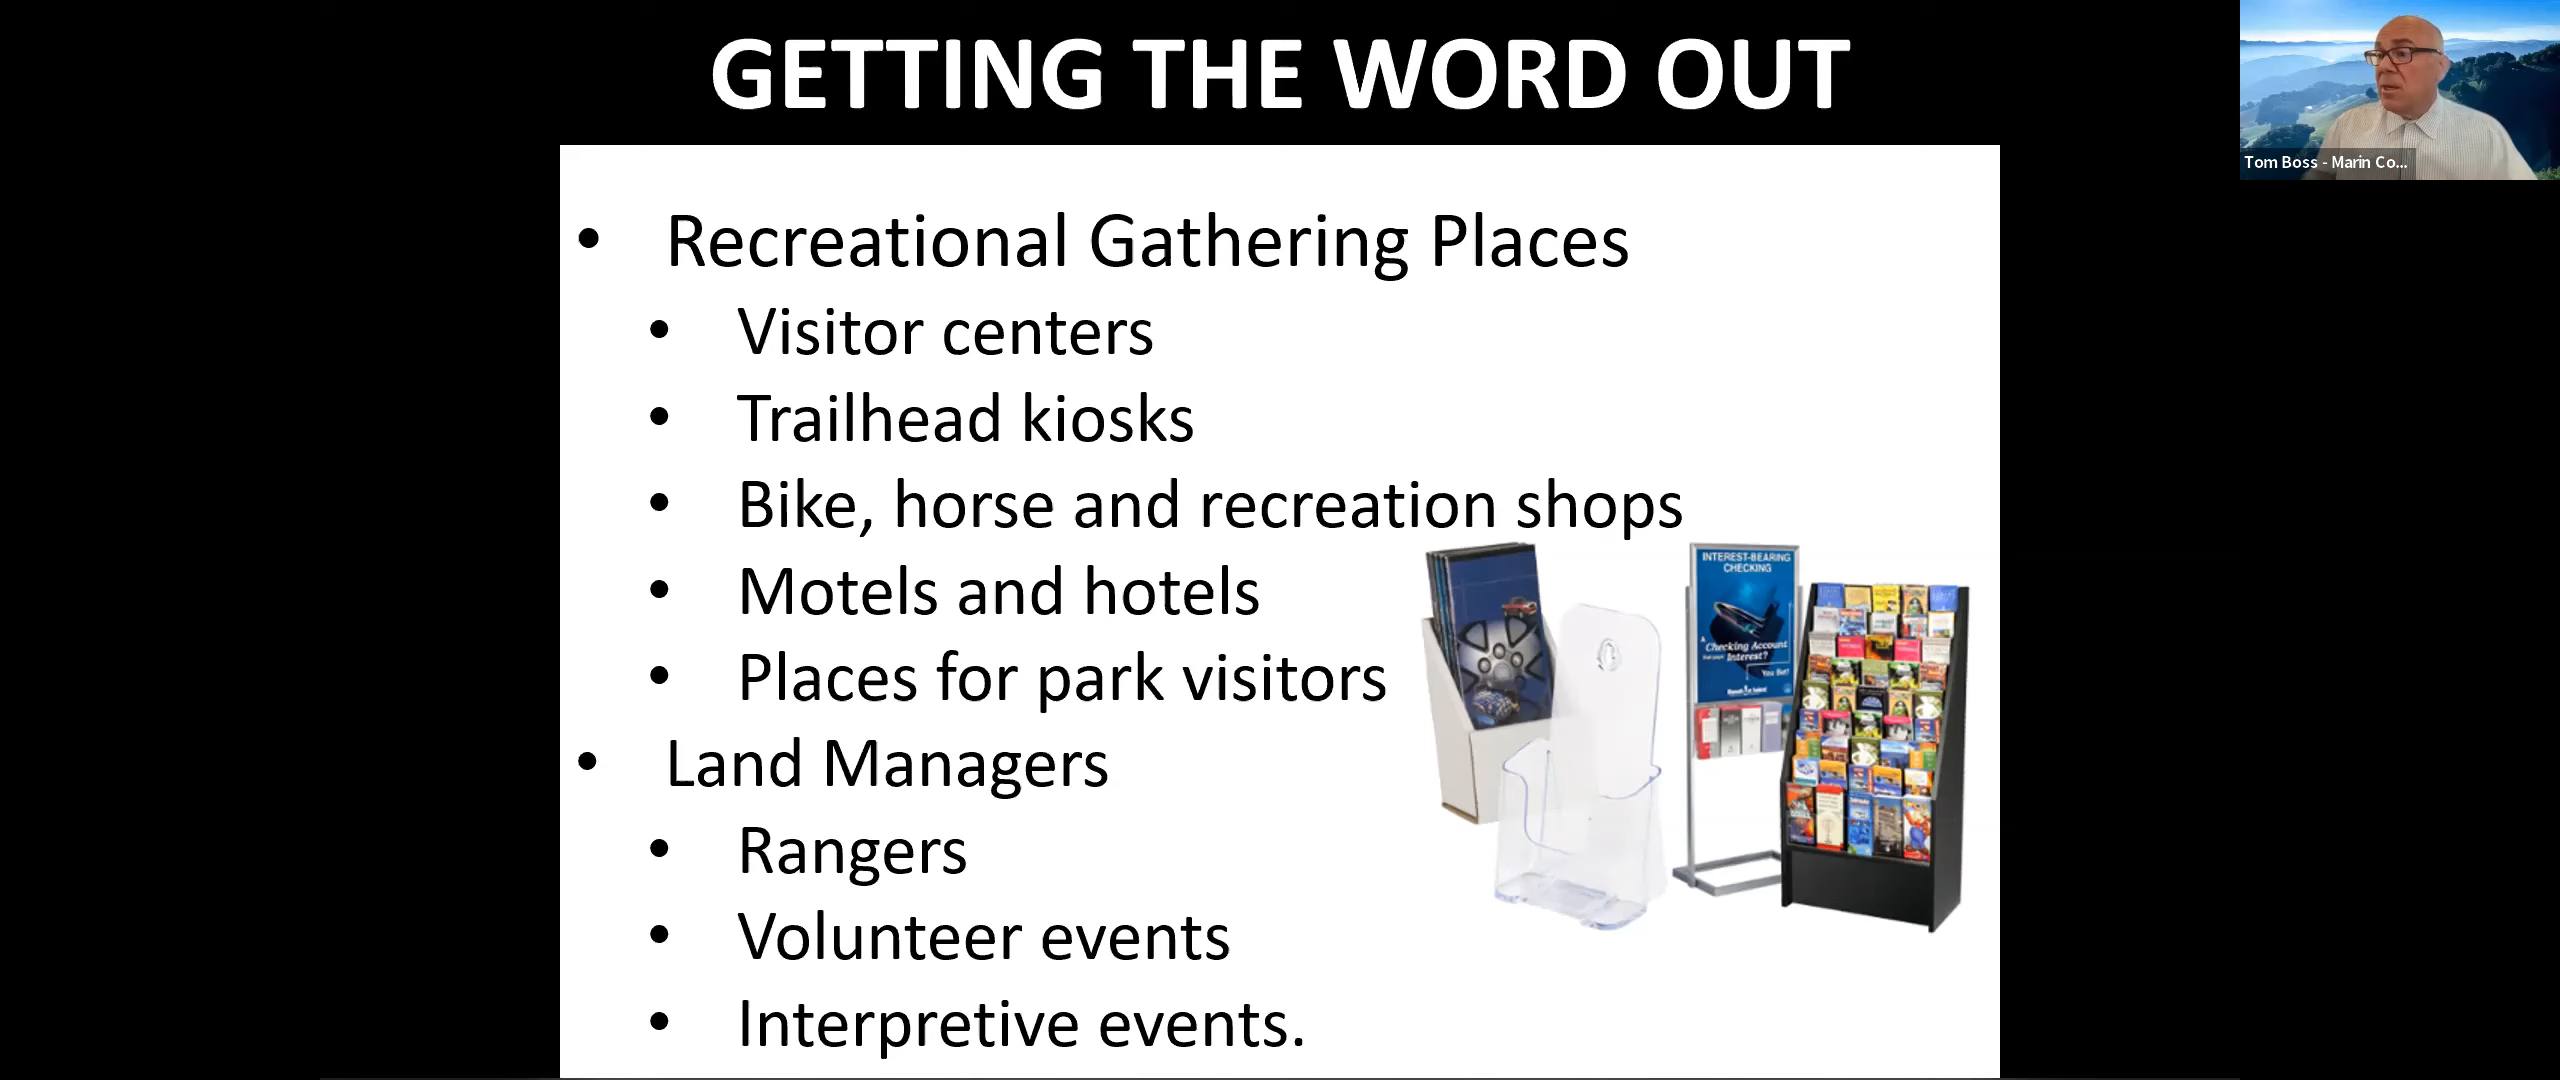 GETTING THE WORD OUT
Tom Boss - Marin Co...
• Recreational Gathering Places
• Visitor centers
• Trailhead kiosks
• Bike, horse and recreation shops
• Motels and hotels
• Places for park visitors
• Land Managers
• Rangers
• Volunteer events
• Interpretive events.
INTEREST-BEARING
CHECKING
Checking Account
Interest?
You Bet!